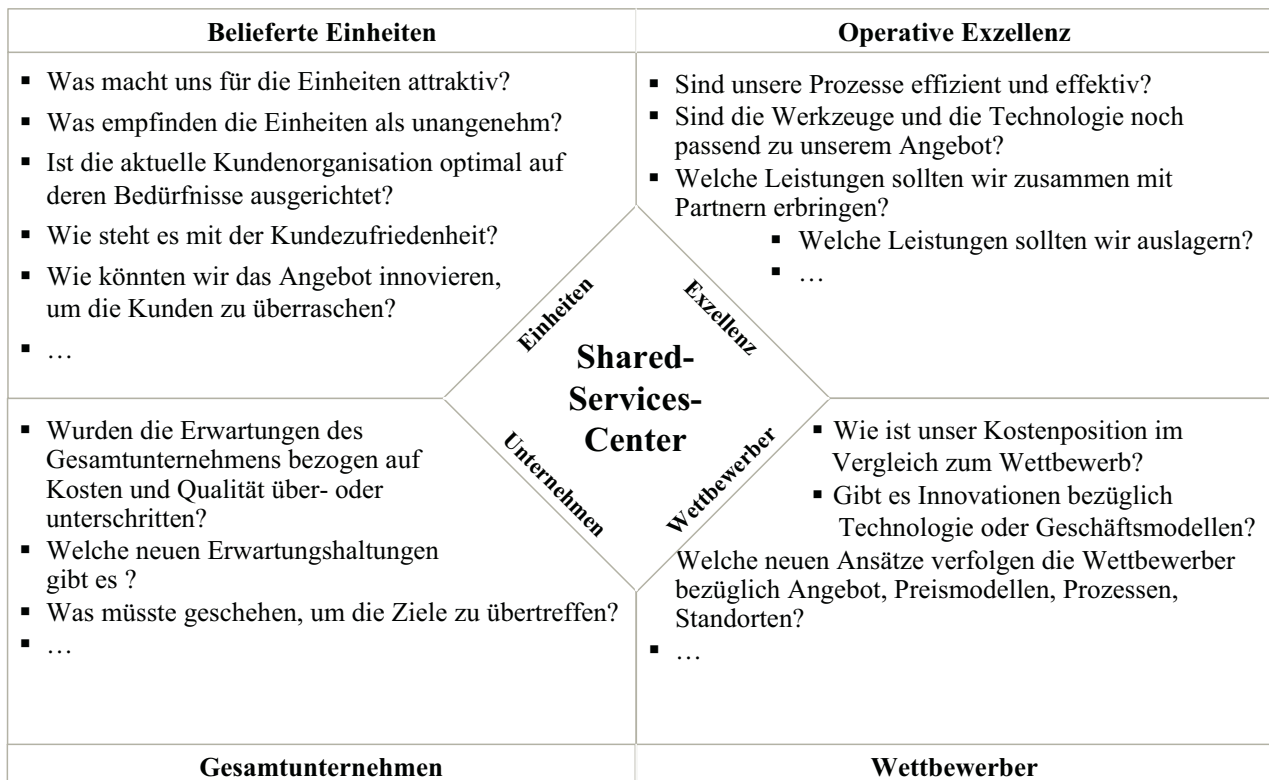 Belieferte Einheiten
▪ Was macht uns für die Einheiten attraktiv?
▪ Was empfinden die Einheiten als unangenehm?
▪ Ist die aktuelle Kundenorganisation optimal auf
deren Bedürfnisse ausgerichtet?
▪ Wie steht es mit der Kundezufriedenheit?
▪ Wie könnten wir das Angebot innovieren,
um die Kunden zu überraschen?
▪ …
Operative Exzellenz
▪ Sind unsere Prozesse effizient und effektiv?
▪ Sind die Werkzeuge und die Technologie noch
passend zu unserem Angebot?
▪ Welche Leistungen sollten wir zusammen mit
Partnern erbringen?
▪ Welche Leistungen sollten wir auslagern?
▪ …
Einheiten
Exzellenz
Shared-
Services-
Center
Unternehmen
Wettbewerber
▪ Wurden die Erwartungen des
Gesamtunternehmens bezogen auf
Kosten und Qualität über- oder
unterschritten?
▪ Welche neuen Erwartungshaltungen
gibt es ?
▪ Was müsste geschehen, um die Ziele zu übertreffen?
▪ …
Gesamtunternehmen
▪ Wie ist unser Kostenposition im
Vergleich zum Wettbewerb?
▪ Gibt es Innovationen bezüglich
Technologie oder Geschäftsmodellen?
Welche neuen Ansätze verfolgen die Wettbewerber
bezüglich Angebot, Preismodellen, Prozessen,
Standorten?
▪ …
Wettbewerber